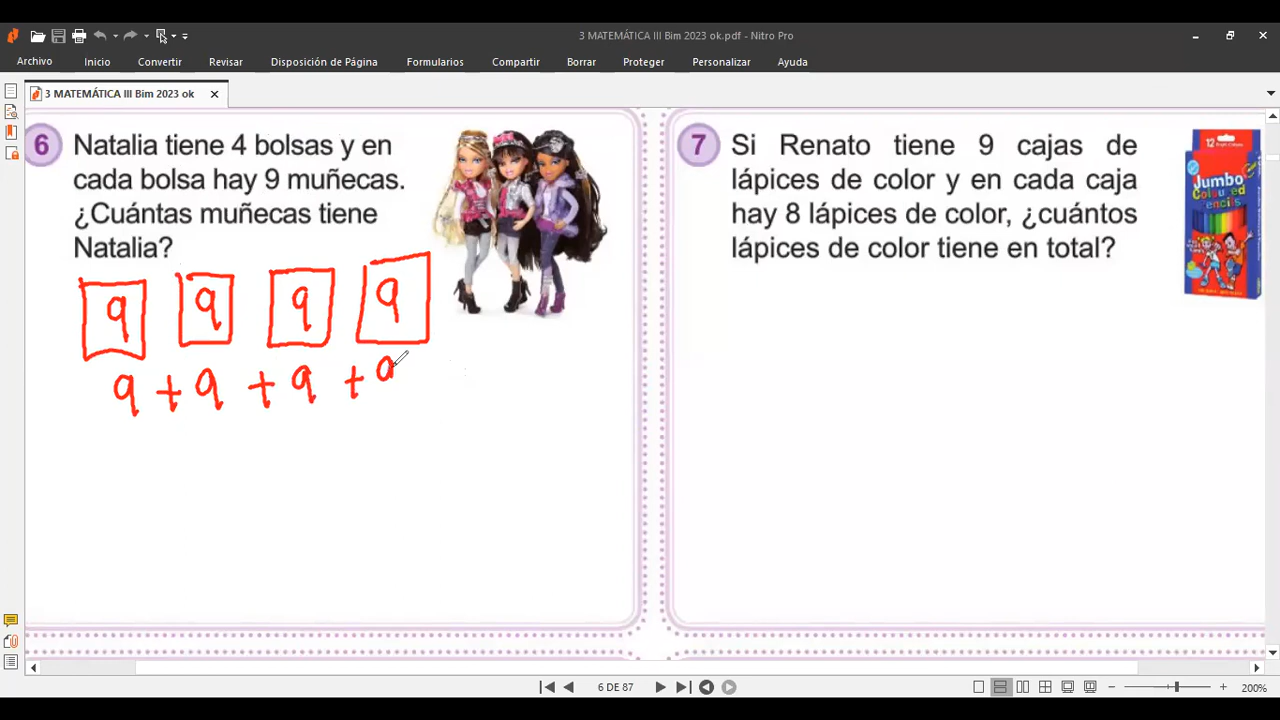 3 MATEMÁTICA III Bim 2023 ok.pdf - Nitro Pro
Archivo Inicio Convertir Revisar Disposición de Página Formularios Compartir Borrar Proteger Personalizar Ayuda
3 MATEMÁTICA III Bim 2023 ok
6
Natalia tiene 4 bolsas y en
cada bolsa hay 9 muñecas.
¿Cuántas muñecas tiene
Natalia?
9 9 9 9
9 + 9 + 9 + 9
7
Si Renato tiene 9 cajas de
lápices de color y en cada caja
hay 8 lápices de color, ¿cuántos
lápices de color tiene en total?
12
Jumbo
Coloured
pencils
6 DE 87
200%